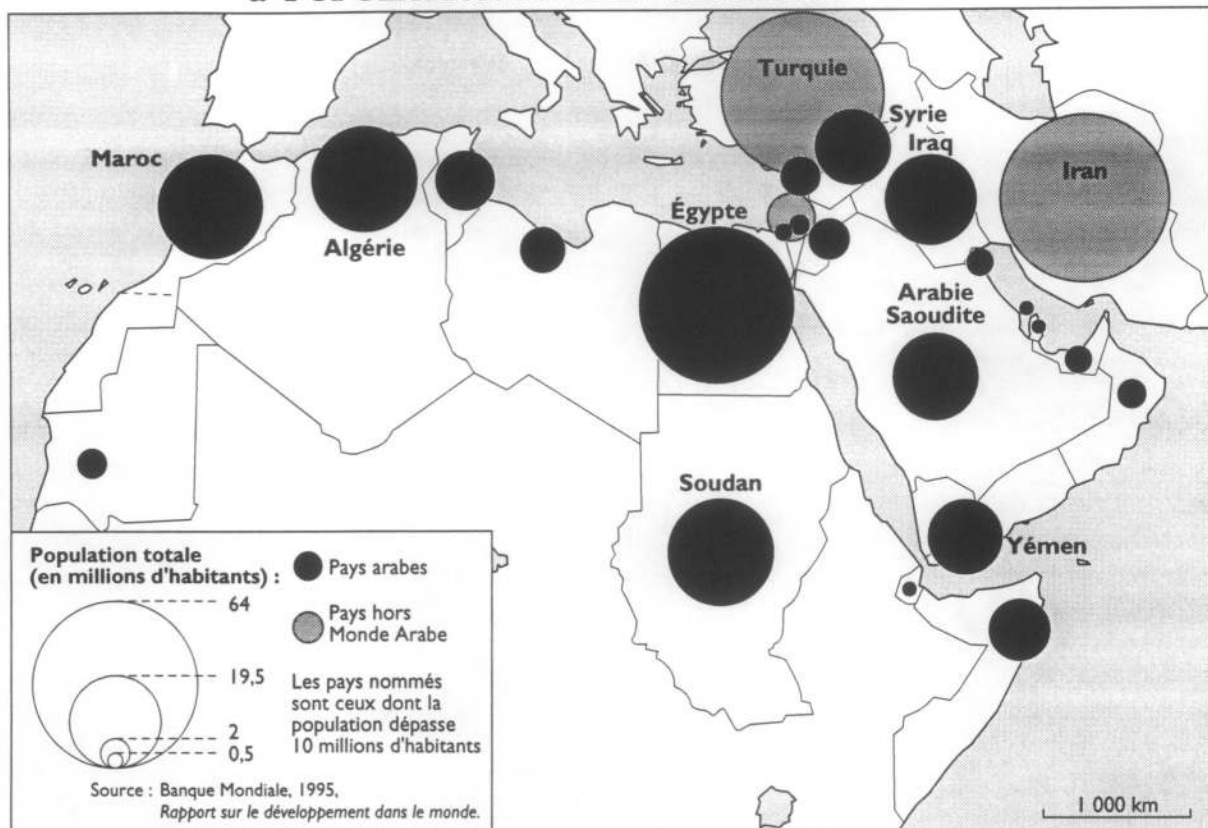 Turquie
Syrie
Iraq
Iran
Maroc
Algérie
Égypte
Arabie
Saoudite
Soudan
Yémen
Population totale
(en millions d'habitants) :
64
19,5
2
0,5
Pays arabes
Pays hors
Monde Arabe
Les pays nommés
sont ceux dont la
population dépasse
10 millions d'habitants
Source : Banque Mondiale, 1995,
Rapport sur le développement dans le monde.
1 000 km